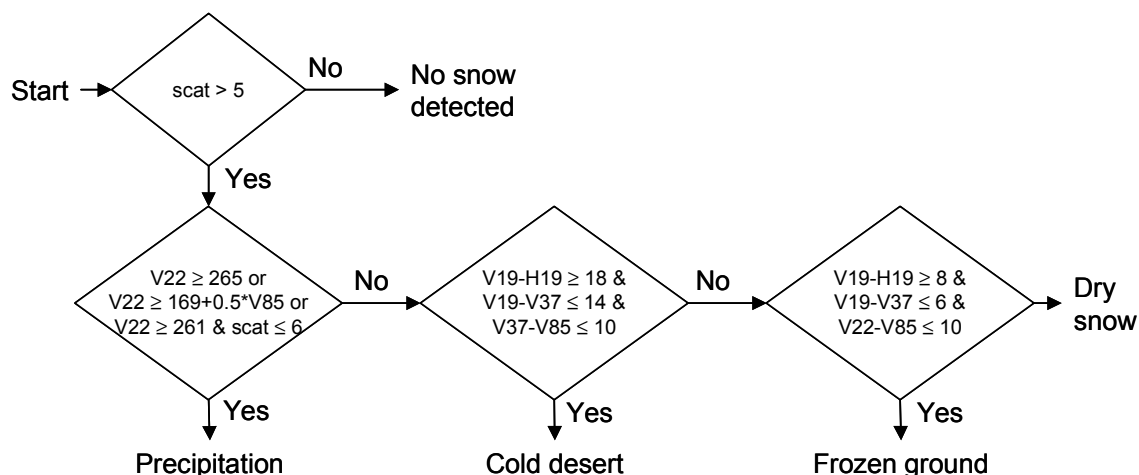 Start
scat > 5
No
No snow
detected
Yes
V22 ≥ 265 or
V22 ≥ 169+0.5*V85 or
V22 ≥ 261 & scat ≤ 6
No
V19-H19 ≥ 18 &
V19-V37 ≤ 14 &
V37-V85 ≤ 10
No
V19-H19 ≥ 8 &
V19-V37 ≤ 6 &
V22-V85 ≤ 10
Dry
snow
Yes
Yes
Yes
Precipitation
Cold desert
Frozen ground